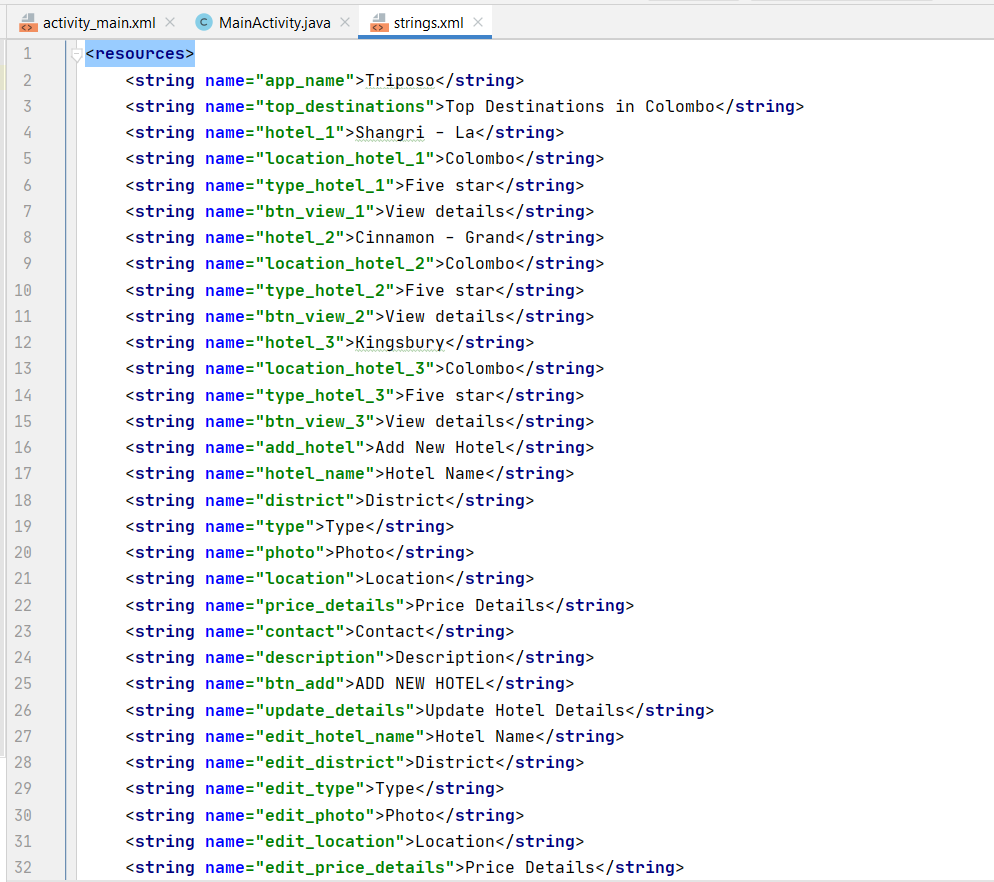 activity_main.xml MainActivity.java strings.xml
1 <resources>
2 <string name="app_name">Triposo</string>
3 <string name="top_destinations">Top Destinations in Colombo</string>
4 <string name="hotel_1">Shangri - La</string>
5 <string name="location_hotel_1">Colombo</string>
6 <string name="type_hotel_1">Five star</string>
7 <string name="btn_view_1">View details</string>
8 <string name="hotel_2">Cinnamon - Grand</string>
9 <string name="location_hotel_2">Colombo</string>
10 <string name="type_hotel_2">Five star</string>
11 <string name="btn_view_2">View details</string>
12 <string name="hotel_3">Kingsbury</string>
13 <string name="location_hotel_3">Colombo</string>
14 <string name="type_hotel_3">Five star</string>
15 <string name="btn_view_3">View details</string>
16 <string name="add_hotel">Add New Hotel</string>
17 <string name="hotel_name">Hotel Name</string>
18 <string name="district">District</string>
19 <string name="type">Type</string>
20 <string name="photo">Photo</string>
21 <string name="location">Location</string>
22 <string name="price_details">Price Details</string>
23 <string name="contact">Contact</string>
24 <string name="description">Description</string>
25 <string name="btn_add">ADD NEW HOTEL</string>
26 <string name="update_details">Update Hotel Details</string>
27 <string name="edit_hotel_name">Hotel Name</string>
28 <string name="edit_district">District</string>
29 <string name="edit_type">Type</string>
30 <string name="edit_photo">Photo</string>
31 <string name="edit_location">Location</string>
32 <string name="edit_price_details">Price Details</string>